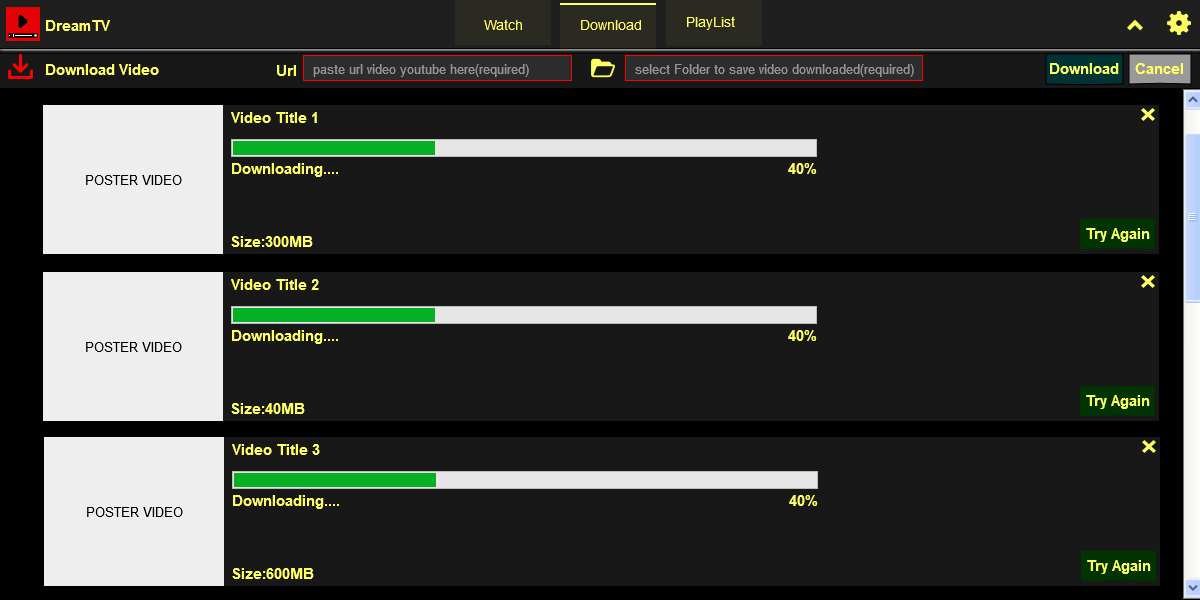 DreamTV
Watch
Download
PlayList
Download Video
Url
paste url video youtube here(required)
select Folder to save video downloaded(required)
Download
Cancel
POSTER VIDEO
Video Title 1
Downloading....
40%
Size:300MB
Try Again
POSTER VIDEO
Video Title 2
Downloading....
40%
Size:40MB
Try Again
POSTER VIDEO
Video Title 3
Downloading....
40%
Size:600MB
Try Again